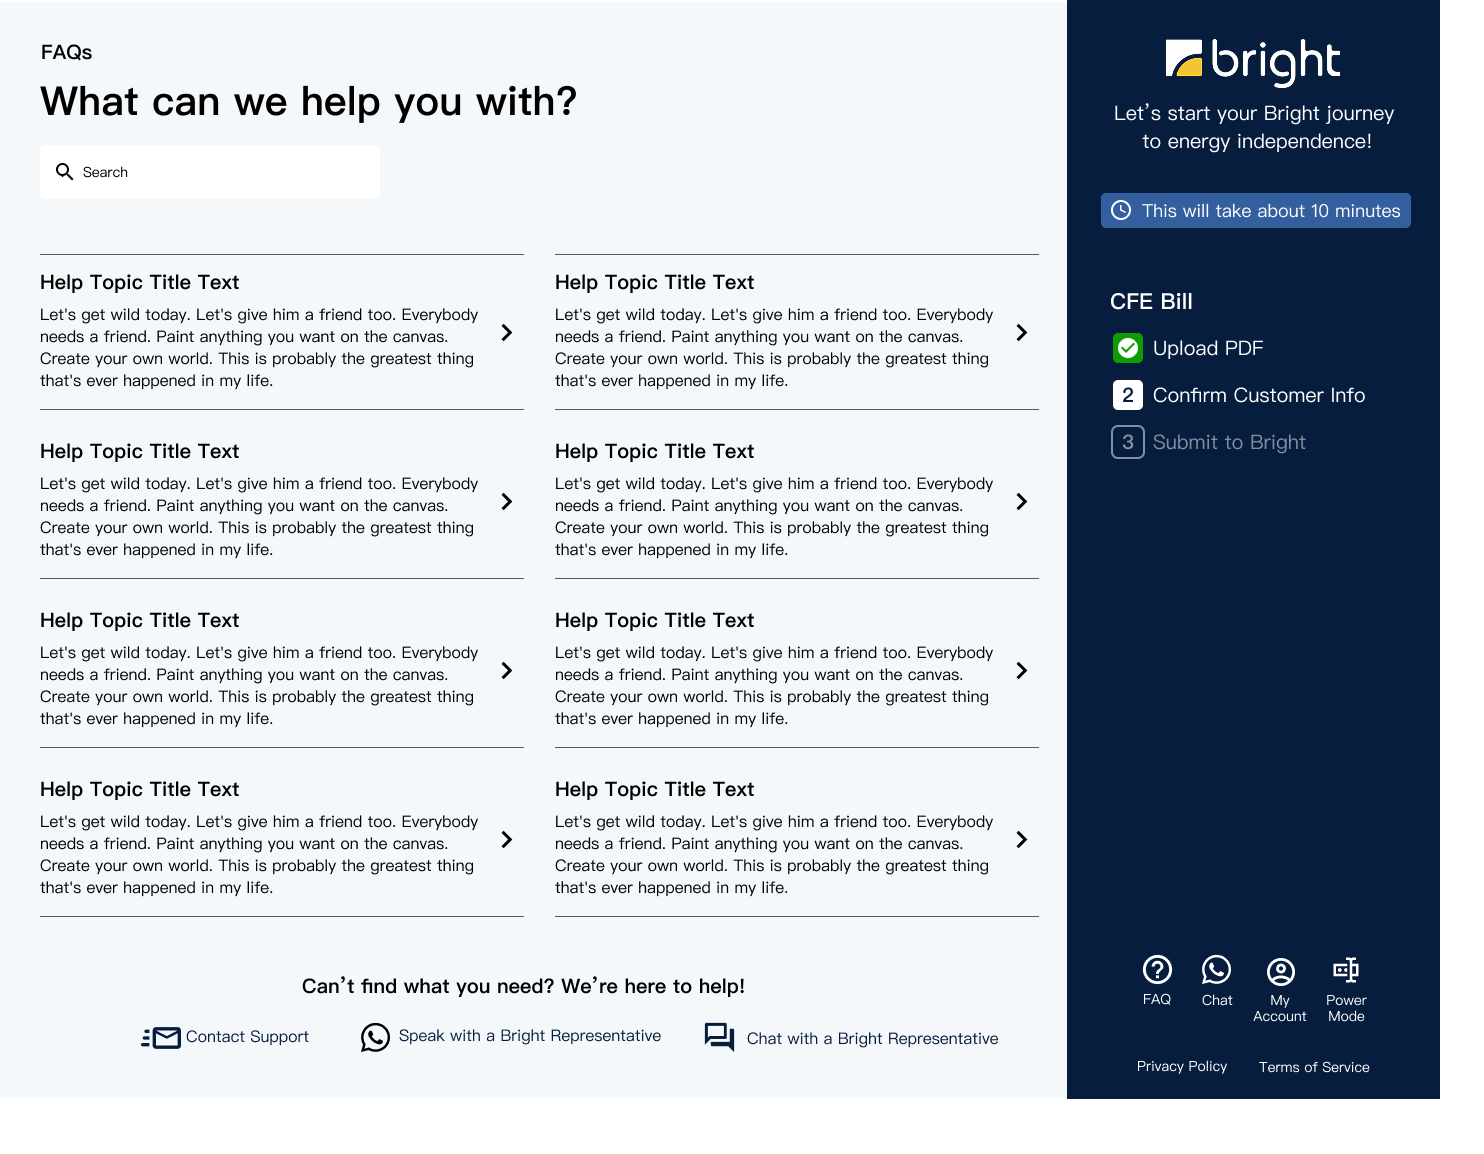 FAQs
What can we help you with?
Search
Help Topic Title Text
Let's get wild today. Let's give him a friend too. Everybody
needs a friend. Paint anything you want on the canvas.
Create your own world. This is probably the greatest thing
that's ever happened in my life.
Help Topic Title Text
Let's get wild today. Let's give him a friend too. Everybody
needs a friend. Paint anything you want on the canvas.
Create your own world. This is probably the greatest thing
that's ever happened in my life.
Help Topic Title Text
Let's get wild today. Let's give him a friend too. Everybody
needs a friend. Paint anything you want on the canvas.
Create your own world. This is probably the greatest thing
that's ever happened in my life.
Help Topic Title Text
Let's get wild today. Let's give him a friend too. Everybody
needs a friend. Paint anything you want on the canvas.
Create your own world. This is probably the greatest thing
that's ever happened in my life.
Help Topic Title Text
Let's get wild today. Let's give him a friend too. Everybody
needs a friend. Paint anything you want on the canvas.
Create your own world. This is probably the greatest thing
that's ever happened in my life.
Help Topic Title Text
Let's get wild today. Let's give him a friend too. Everybody
needs a friend. Paint anything you want on the canvas.
Create your own world. This is probably the greatest thing
that's ever happened in my life.
Help Topic Title Text
Let's get wild today. Let's give him a friend too. Everybody
needs a friend. Paint anything you want on the canvas.
Create your own world. This is probably the greatest thing
that's ever happened in my life.
Help Topic Title Text
Let's get wild today. Let's give him a friend too. Everybody
needs a friend. Paint anything you want on the canvas.
Create your own world. This is probably the greatest thing
that's ever happened in my life.
Can’t find what you need? We’re here to help!
Contact Support
Speak with a Bright Representative
Chat with a Bright Representative
bright
Let’s start your Bright journey
to energy independence!
This will take about 10 minutes
CFE Bill
Upload PDF
2 Confirm Customer Info
3 Submit to Bright
FAQ
Chat
My
Account
Power
Mode
Privacy Policy
Terms of Service